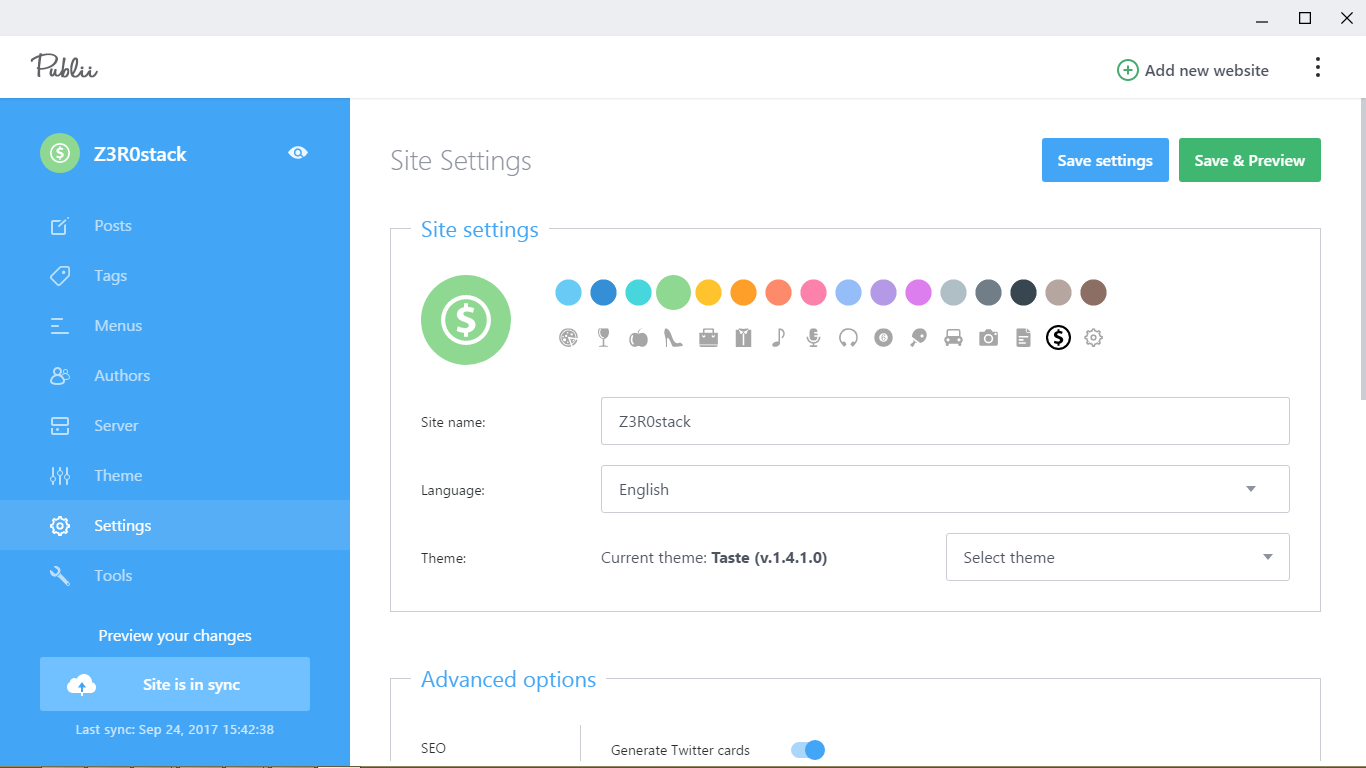 Publii
Add new website
Z3R0stack
Posts
Tags
Menus
Authors
Server
Theme
Settings
Tools
Preview your changes
Site is in sync
Last sync: Sep 24, 2017 15:42:38
Site Settings
Save settings
Save & Preview
Site settings
Site name:
Z3R0stack
Language:
English
Theme:
Current theme: Taste (v.1.4.1.0)
Select theme
Advanced options
SEO
Generate Twitter cards